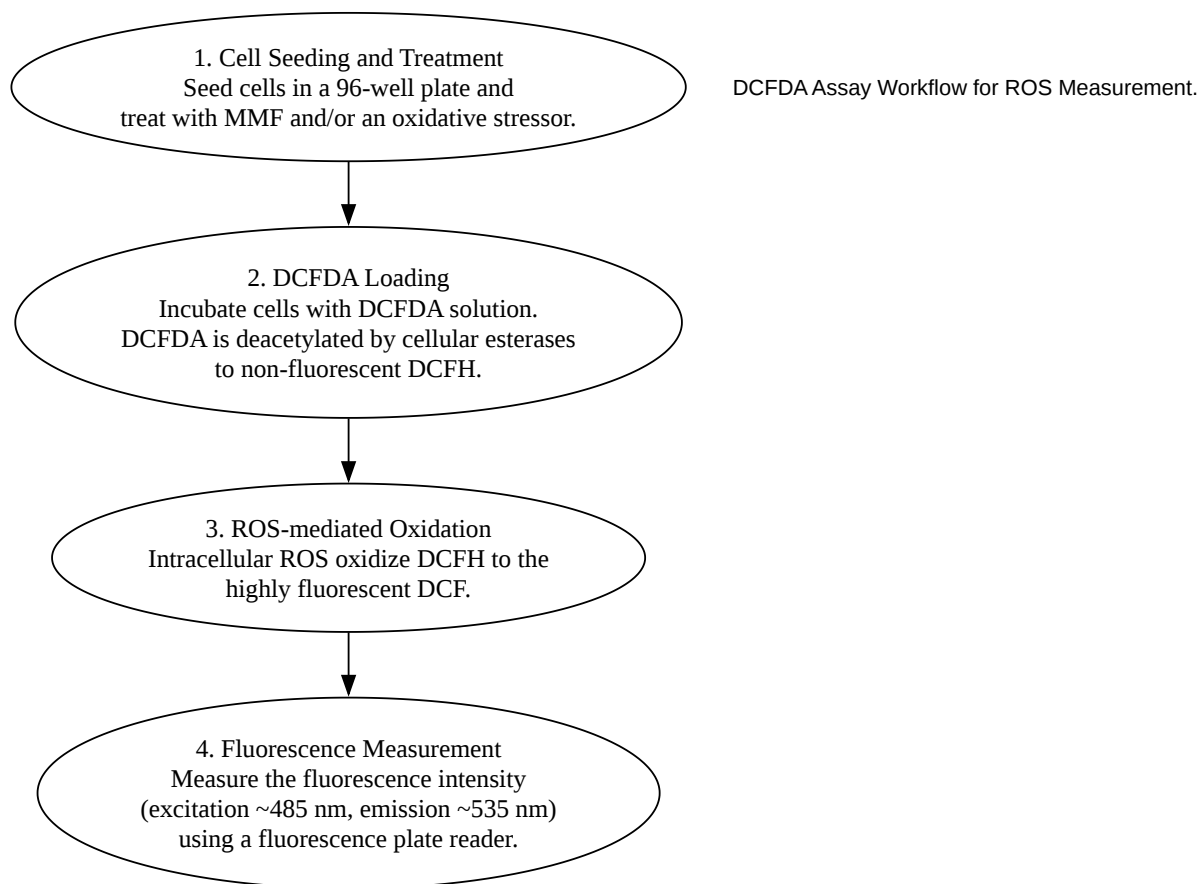 1. Cell Seeding and Treatment
Seed cells in a 96-well plate and
treat with MMF and/or an oxidative stressor.
DCFDA Assay Workflow for ROS Measurement.
2. DCFDA Loading
Incubate cells with DCFDA solution.
DCFDA is deacetylated by cellular esterases
to non-fluorescent DCFH.
3. ROS-mediated Oxidation
Intracellular ROS oxidize DCFH to the
highly fluorescent DCF.
4. Fluorescence Measurement
Measure the fluorescence intensity
(excitation ~485 nm, emission ~535 nm)
using a fluorescence plate reader.